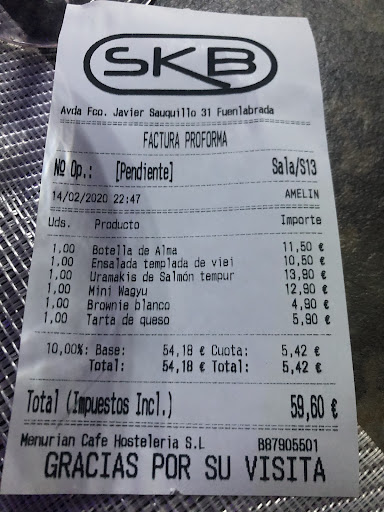 SKB
Avda Fco. Javier Sauquillo 31 Fuenlabrada
FACTURA PROFORMA
Nº Op.: [Pendiente] Sala/S13
14/02/2020 22:47 AMELIN
Uds. Producto Importe
1,00 Botella de Alma 11,50 €
1,00 Ensalada templada de viei 10,50 €
1,00 Uramakis de Salmón tempur 13,90 €
1,00 Mini Wagyu 12,90 €
1,00 Brownie blanco 4,90 €
1,00 Tarta de queso 5,90 €
10,00%: Base: 54,18 € Cuota: 5,42 €
Total: 54,18 € Total: 5,42 €
Total (Impuestos Incl.) 59,60 €
Menurian Cafe Hosteleria S.L B87905501
GRACIAS POR SU VISITA